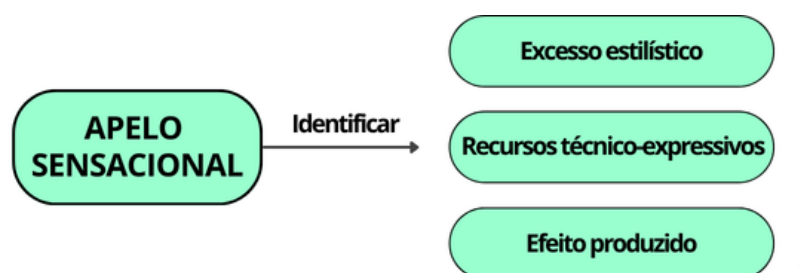 Excesso estilístico
APELO
SENSACIONAL
Identificar
Recursos técnico-expressivos
Efeito produzido